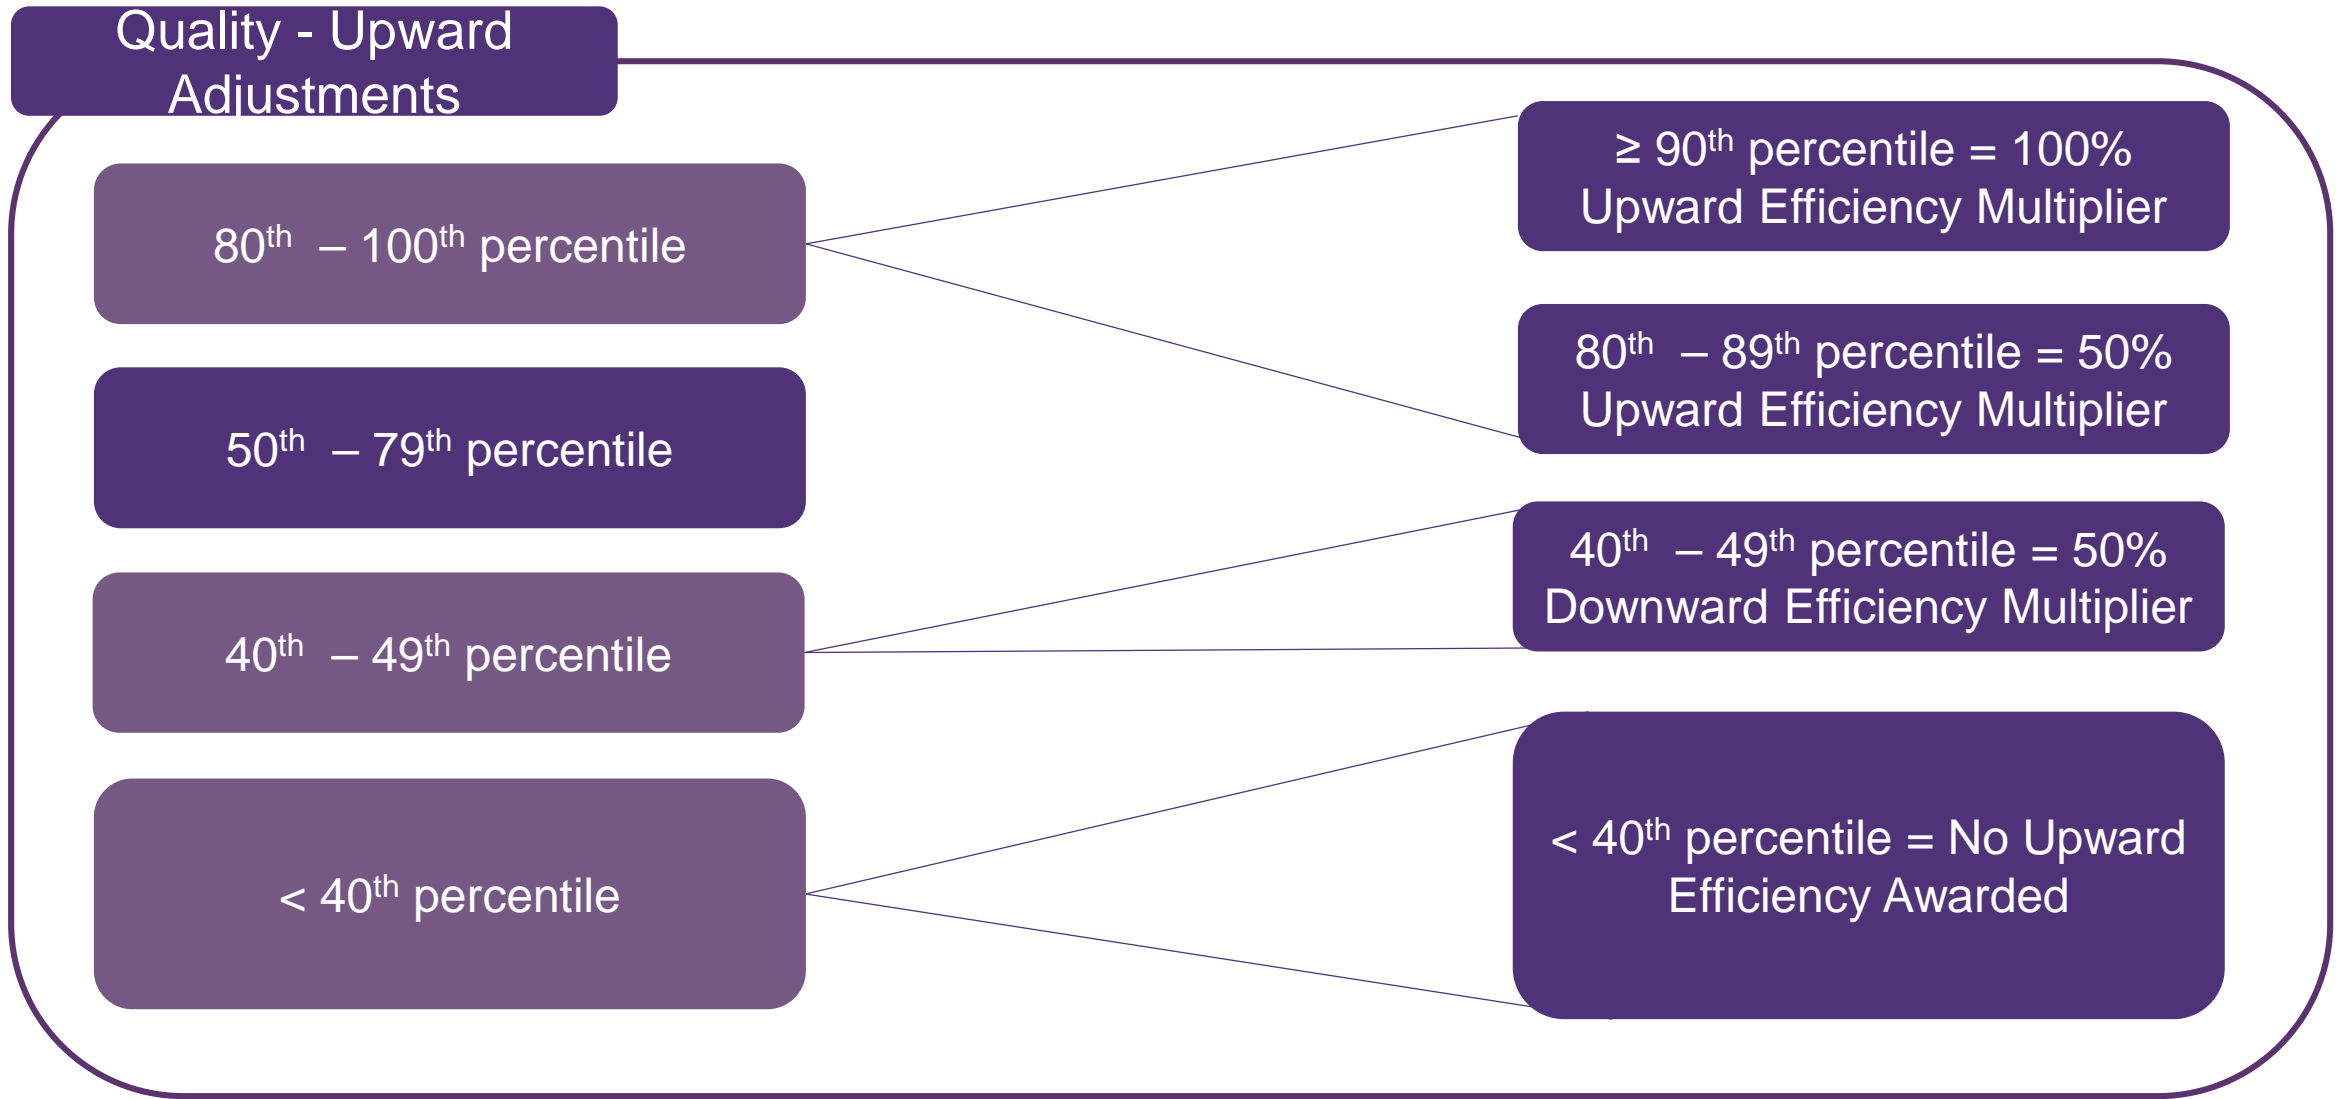 Quality - Upward
Adjustments
80th – 100th percentile
50th – 79th percentile
40th – 49th percentile
< 40th percentile
≥ 90th percentile = 100%
Upward Efficiency Multiplier
80th – 89th percentile = 50%
Upward Efficiency Multiplier
40th – 49th percentile = 50%
Downward Efficiency Multiplier
< 40th percentile = No Upward
Efficiency Awarded